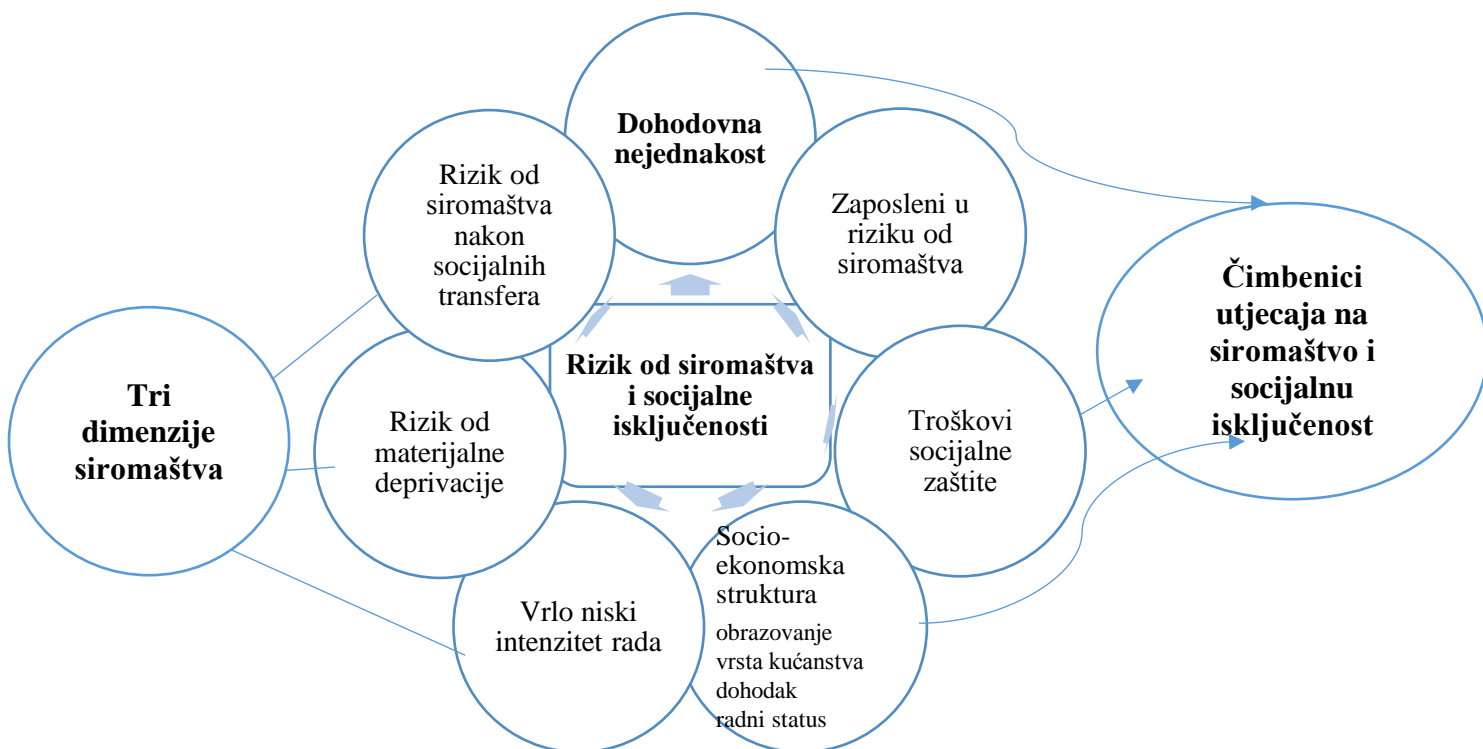 Dohodovna
nejednakost
Rizik od
siromaštva
nakon
socijalnih
transfera
Zaposleni u
riziku od
siromaštva
Čimbenici
utjecaja na
siromaštvo i
socijalnu
isključenost
Rizik od siromaštva
i socijalne
isključenosti
Tri
dimenzije
siromaštva
Rizik od
materijalne
deprivacije
Troškovi
socijalne
zaštite
Vrlo niski
intenzitet rada
Socio-
ekonomska
struktura
obrazovanje
vrsta kućanstva
dohodak
radni status